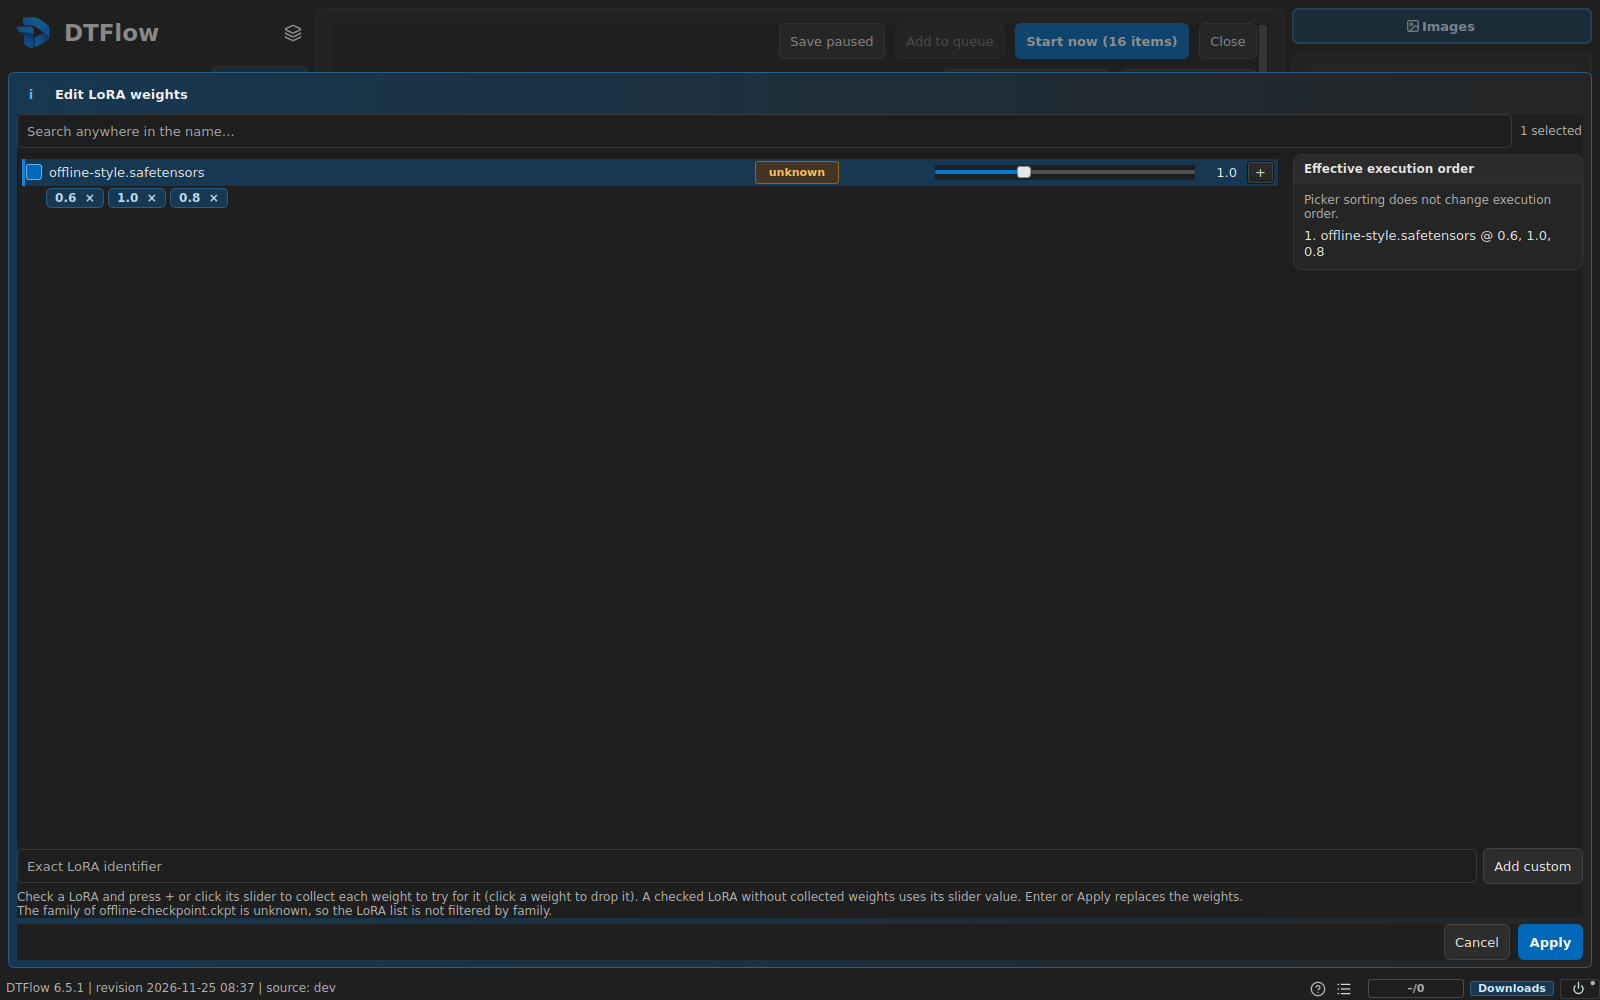 DTFlow
Save paused
Add to queue
Start now (16 items)
Close
Images
i Edit LoRA weights
Search anywhere in the name...
1 selected
offline-style.safetensors
unknown
1.0
+
0.6 ×
1.0 ×
0.8 ×
Effective execution order
Picker sorting does not change execution
order.
1. offline-style.safetensors @ 0.6, 1.0,
0.8
Exact LoRA identifier
Add custom
Check a LoRA and press + or click its slider to collect each weight to try for it (click a weight to drop it). A checked LoRA without collected weights uses its slider value. Enter or Apply replaces the weights.
The family of offline-checkpoint.ckpt is unknown, so the LoRA list is not filtered by family.
Cancel
Apply
DTFlow 6.5.1 | revision 2026-11-25 08:37 | source: dev
-/0
Downloads